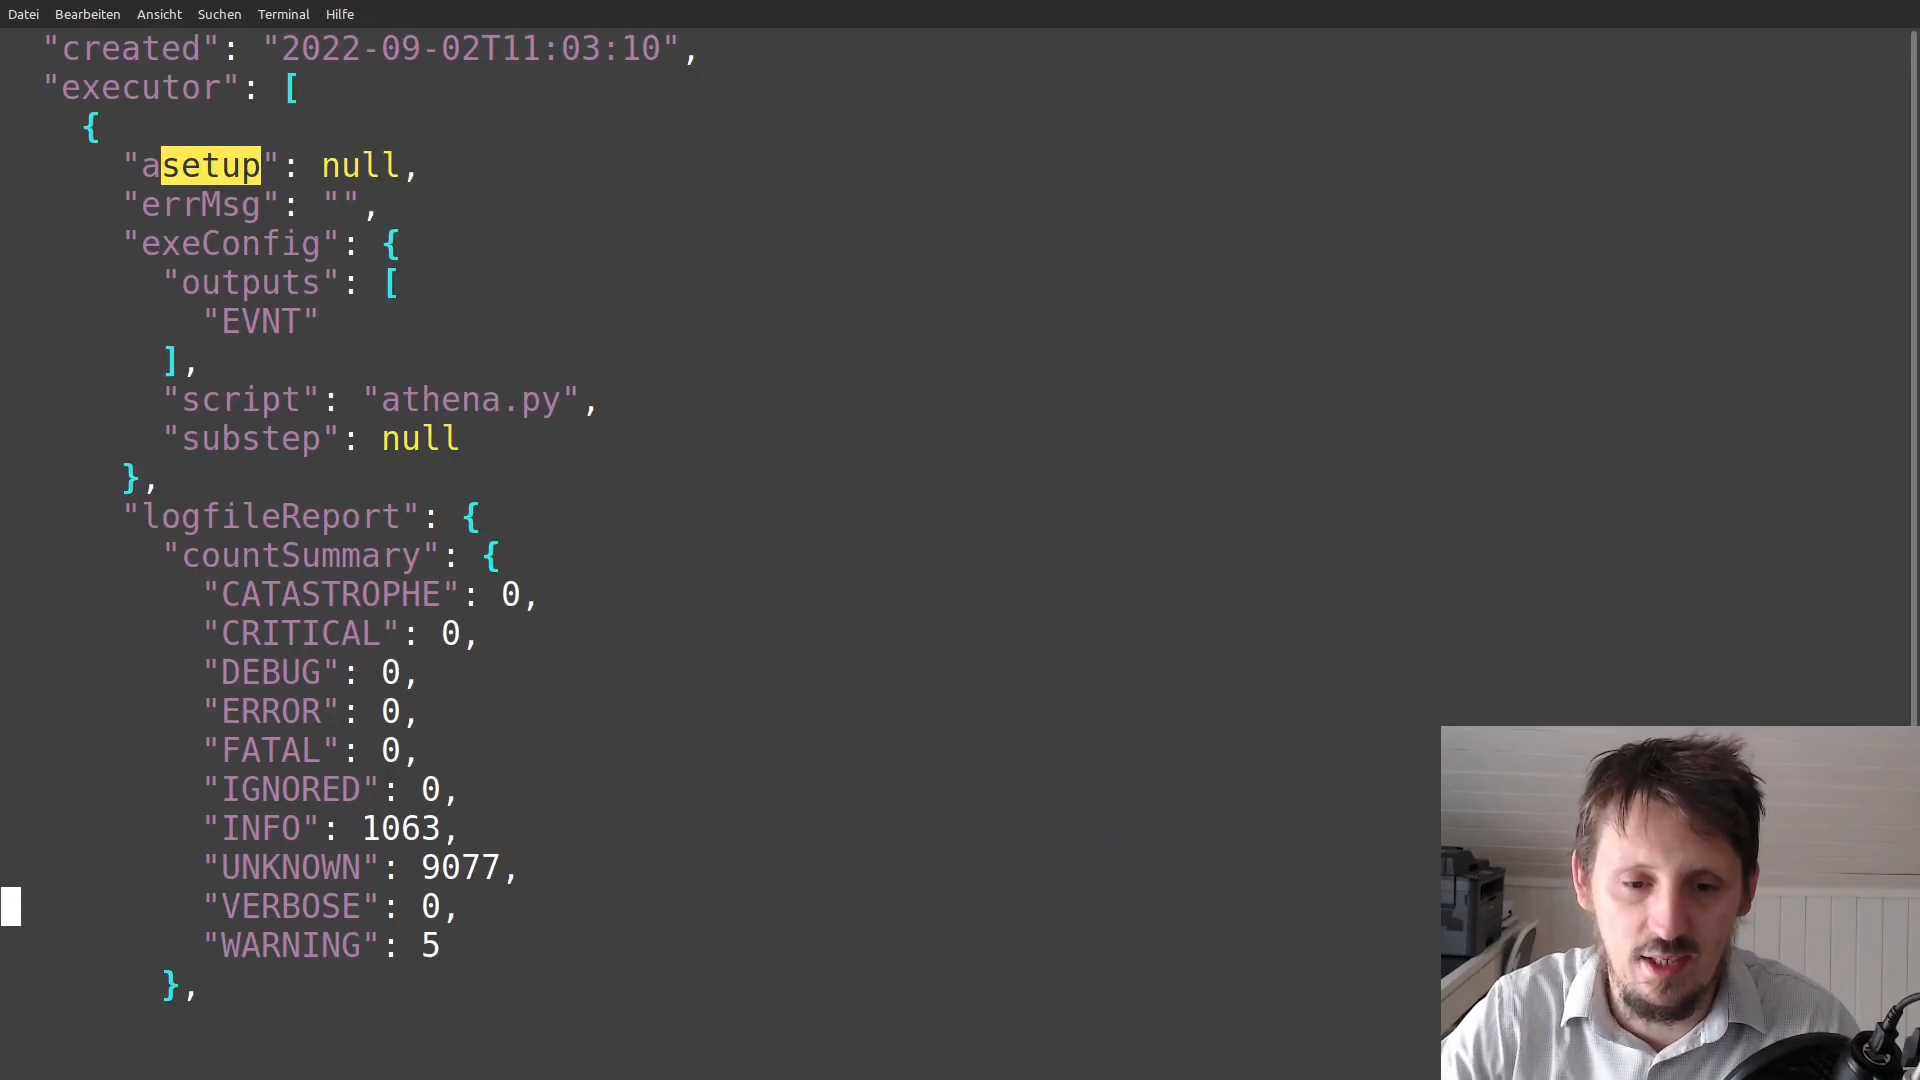 Datei Bearbeiten Ansicht Suchen Terminal Hilfe
"created": "2022-09-02T11:03:10",
"executor": [
{
"asetup": null,
"errMsg": "",
"exeConfig": {
"outputs": [
"EVNT"
],
"script": "athena.py",
"substep": null
},
"logfileReport": {
"countSummary": {
"CATASTROPHE": 0,
"CRITICAL": 0,
"DEBUG": 0,
"ERROR": 0,
"FATAL": 0,
"IGNORED": 0,
"INFO": 1063,
"UNKNOWN": 9077,
"VERBOSE": 0,
"WARNING": 5
},